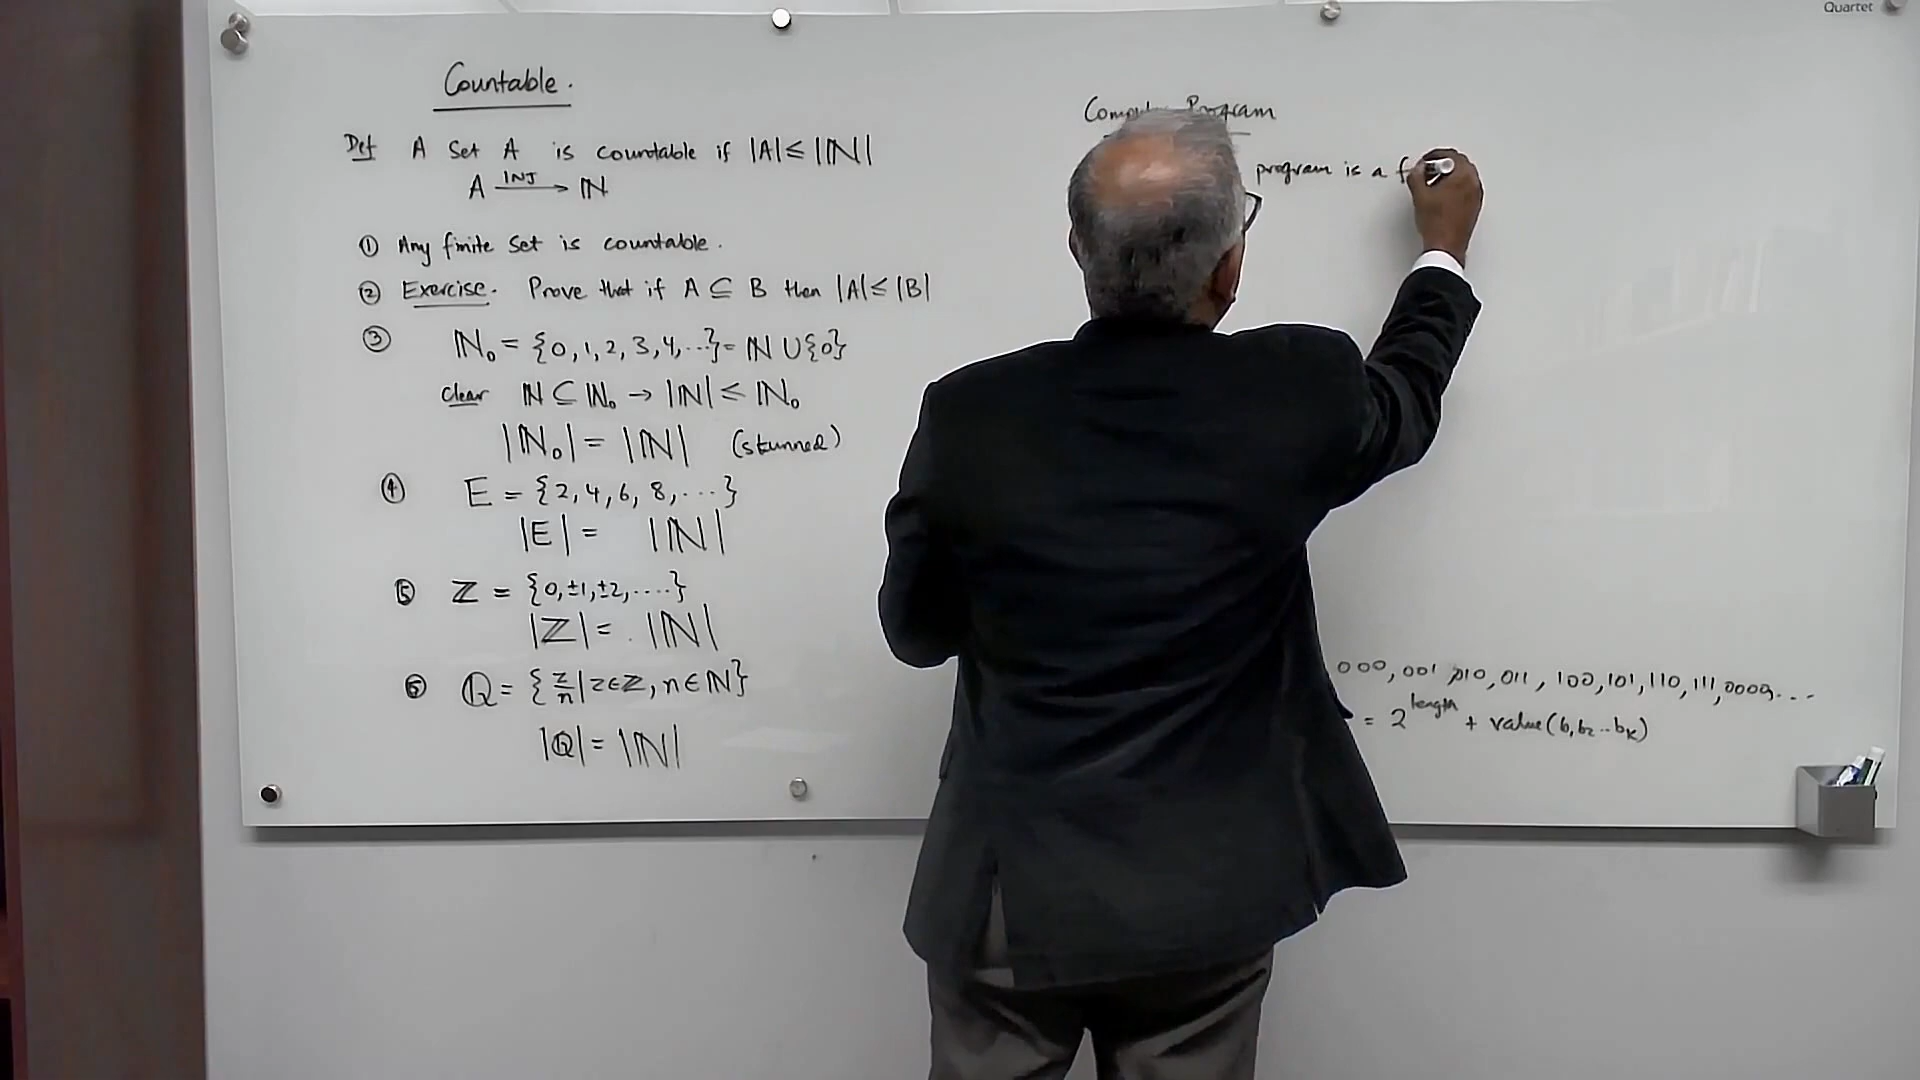 Quartet
Countable.
Def A Set A is countable if |A| ≤ |ℕ|
A INJ → ℕ
① Any finite set is countable.
② Exercise. Prove that if A ⊆ B then |A| ≤ |B|
③ ℕ₀ = {0, 1, 2, 3, 4, ...} = ℕ ∪ {0}
Clear ℕ ⊆ ℕ₀ → |ℕ| ≤ ℕ₀
|ℕ₀| = |ℕ| (stunned)
④ E = {2, 4, 6, 8, ...}
|E| = |ℕ|
⑤ ℤ = {0, ±1, ±2, ....}
|ℤ| = |ℕ|
⑥ ℚ = {z/n | z ∈ ℤ, n ∈ ℕ}
|ℚ| = |ℕ|
Program
program is a f
000, 001, 010, 011, 100, 101, 110, 111, 0000, ...
= 2^length + value(b₁b₂..bₖ)